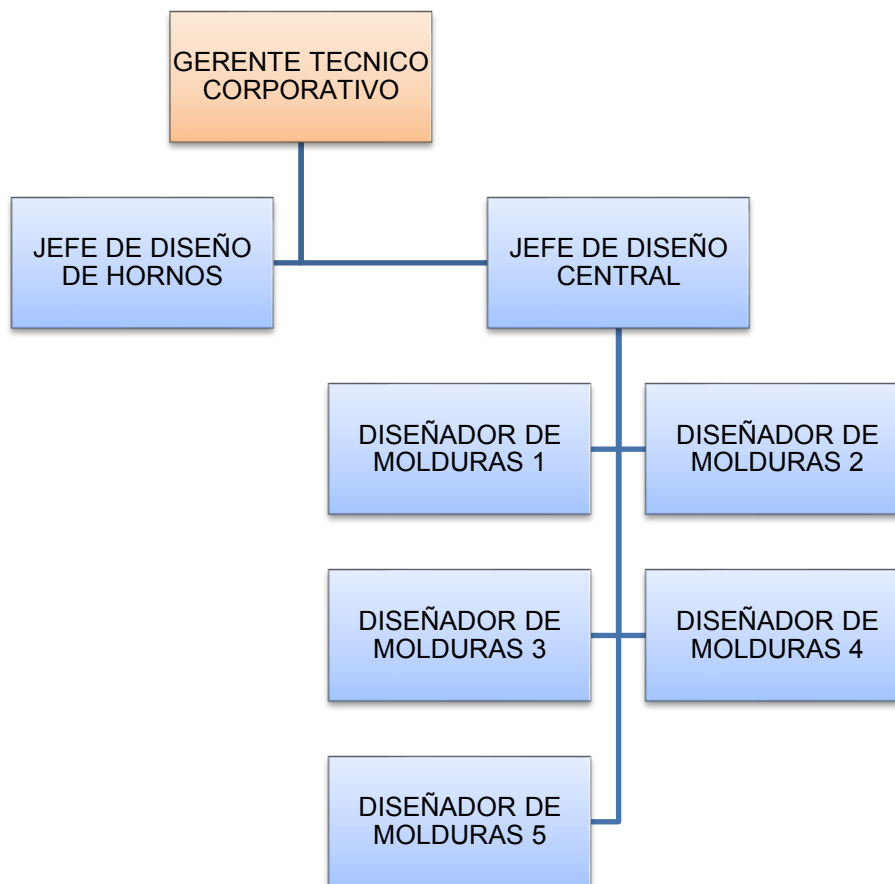 GERENTE TECNICO
CORPORATIVO
JEFE DE DISEÑO
DE HORNOS
JEFE DE DISEÑO
CENTRAL
DISEÑADOR DE
MOLDURAS 1
DISEÑADOR DE
MOLDURAS 2
DISEÑADOR DE
MOLDURAS 3
DISEÑADOR DE
MOLDURAS 4
DISEÑADOR DE
MOLDURAS 5